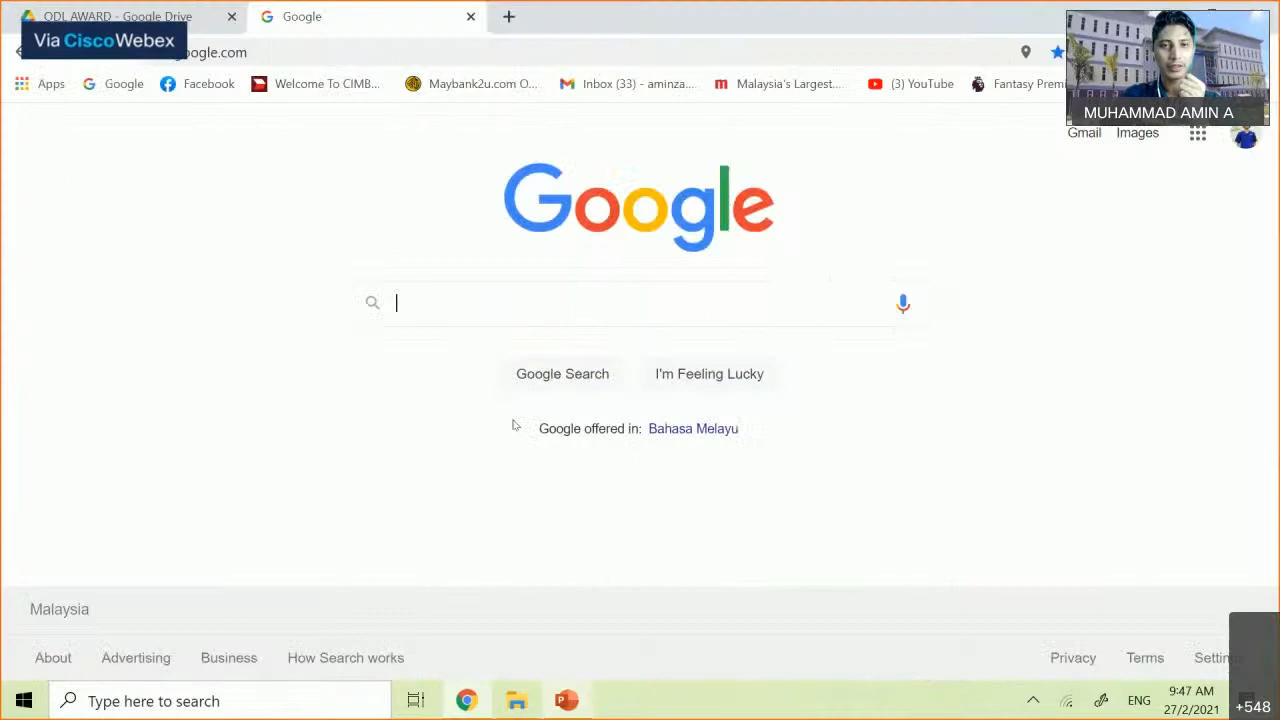 ODL AWARD - Google Drive
Google
Via CiscoWebex
google.com
Apps
Google
Facebook
Welcome To CIMB...
Maybank2u.com O...
Inbox (33) - aminza...
Malaysia's Largest...
(3) YouTube
Fantasy Prem
MUHAMMAD AMIN A
Gmail
Images
Google
Google Search
I'm Feeling Lucky
Google offered in: Bahasa Melayu
Malaysia
About
Advertising
Business
How Search works
Privacy
Terms
Settin
Type here to search
ENG
9:47 AM
27/2/2021
+548